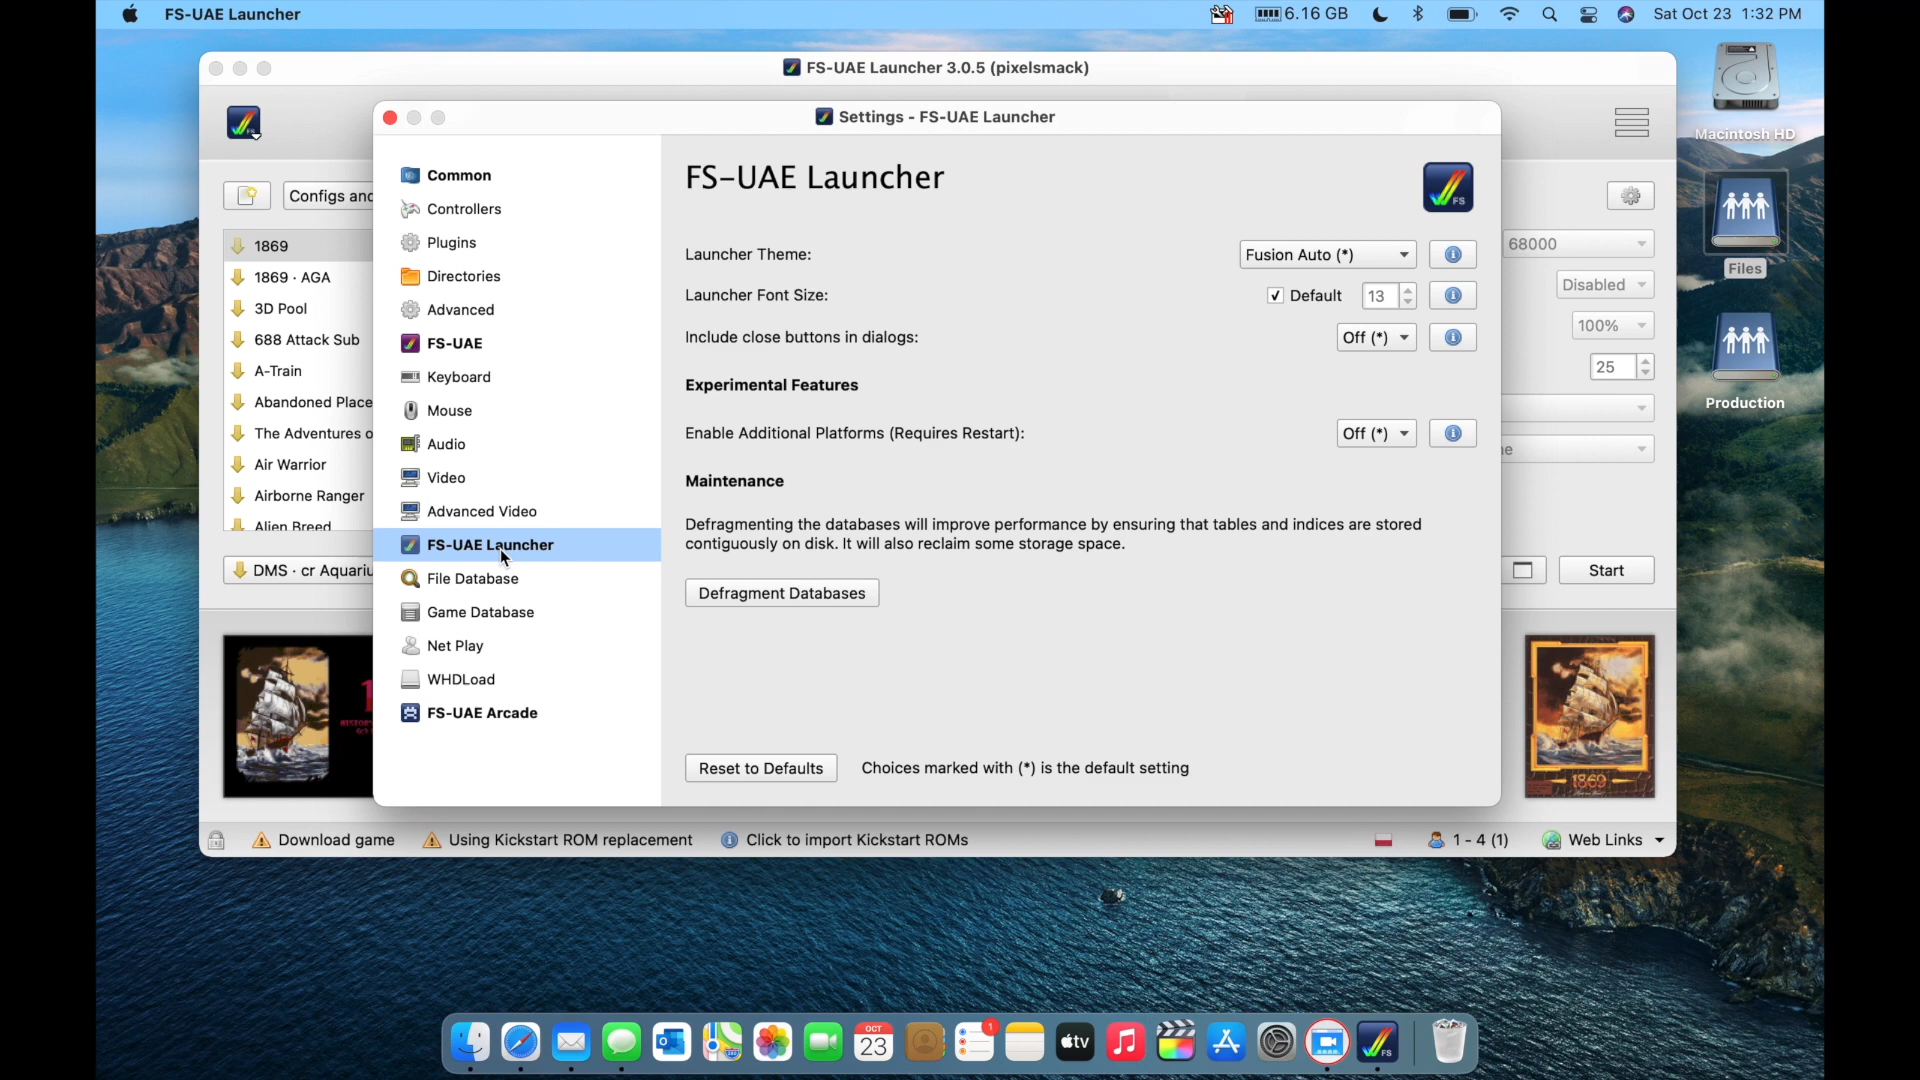 FS-UAE Launcher
6.16 GB
Sat Oct 23 1:32 PM
FS-UAE Launcher 3.0.5 (pixelsmack)
Settings - FS-UAE Launcher
Macintosh HD
Files
Production
Configs and
1869
1869 · AGA
3D Pool
688 Attack Sub
A-Train
Abandoned Place
The Adventures o
Air Warrior
Airborne Ranger
Alien Breed
DMS · cr Aquariu
Common
Controllers
Plugins
Directories
Advanced
FS-UAE
Keyboard
Mouse
Audio
Video
Advanced Video
FS-UAE Launcher
File Database
Game Database
Net Play
WHDLoad
FS-UAE Arcade
FS-UAE Launcher
FS
Launcher Theme:
Fusion Auto (*)
Launcher Font Size:
Default
13
Include close buttons in dialogs:
Off (*)
Experimental Features
Enable Additional Platforms (Requires Restart):
Off (*)
Maintenance
Defragmenting the databases will improve performance by ensuring that tables and indices are stored
contiguously on disk. It will also reclaim some storage space.
Defragment Databases
Reset to Defaults
Choices marked with (*) is the default setting
68000
Disabled
100%
25
ne
Start
1869
Download game
Using Kickstart ROM replacement
Click to import Kickstart ROMs
1 - 4 (1)
Web Links
OCT
23
1
tv
FS